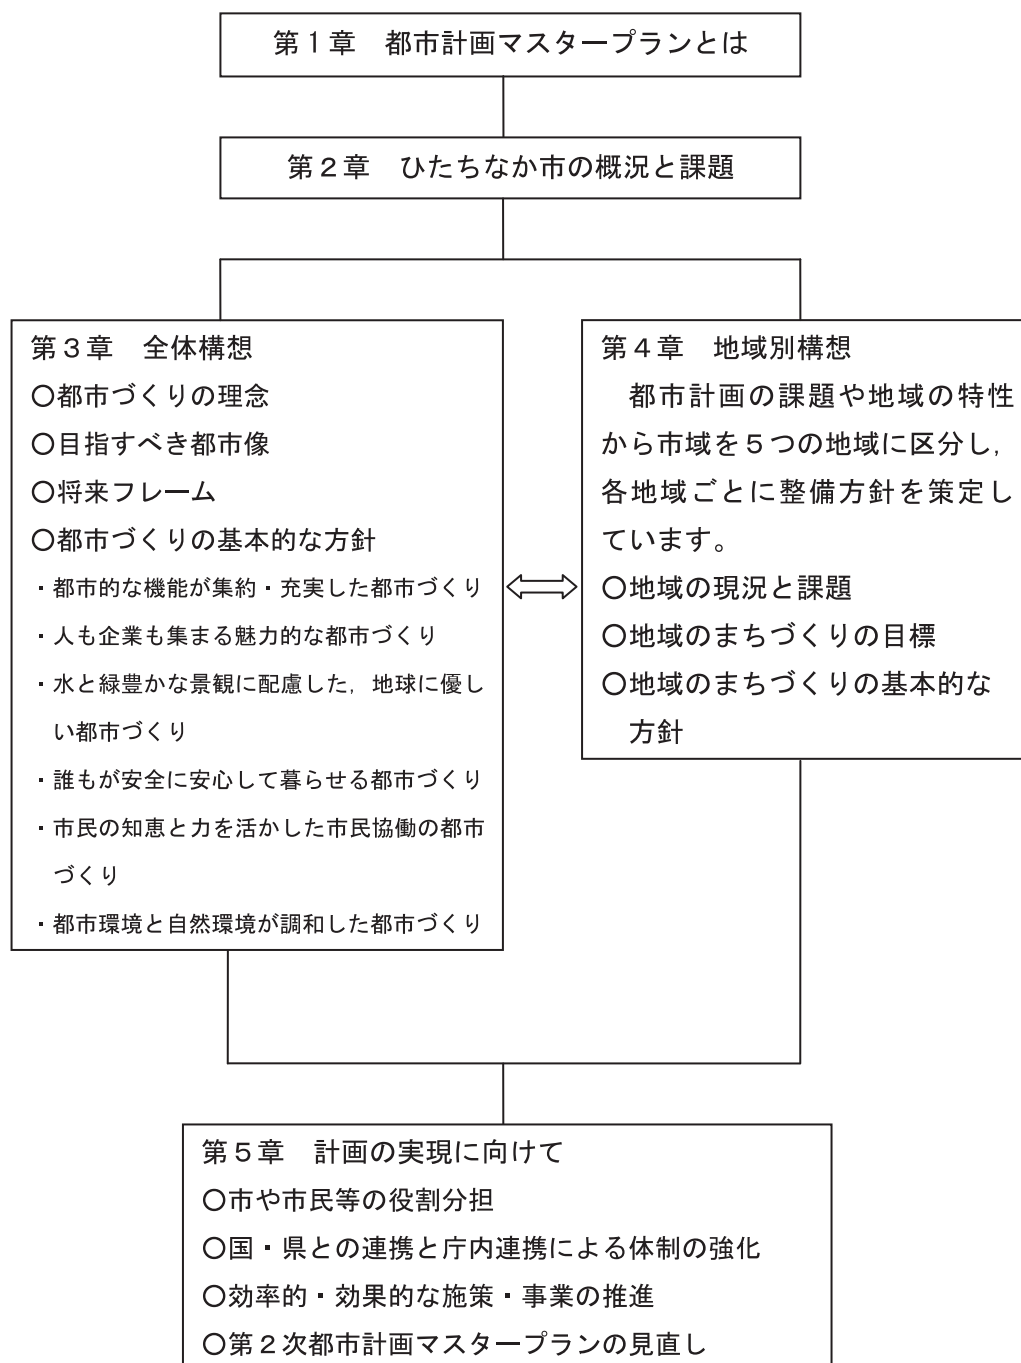 第１章　都市計画マスタープランとは
第２章　ひたちなか市の概況と課題
第３章　全体構想
○都市づくりの理念
○目指すべき都市像
○将来フレーム
○都市づくりの基本的な方針
・都市的な機能が集約・充実した都市づくり
・人も企業も集まる魅力的な都市づくり
・水と緑豊かな景観に配慮した，地球に優し
い都市づくり
・誰もが安全に安心して暮らせる都市づくり
・市民の知恵と力を活かした市民協働の都市
づくり
・都市環境と自然環境が調和した都市づくり
第４章　地域別構想
都市計画の課題や地域の特性
から市域を５つの地域に区分し，
各地域ごとに整備方針を策定し
ています。
○地域の現況と課題
○地域のまちづくりの目標
○地域のまちづくりの基本的な
方針
第５章　計画の実現に向けて
○市や市民等の役割分担
○国・県との連携と庁内連携による体制の強化
○効率的・効果的な施策・事業の推進
○第２次都市計画マスタープランの見直し